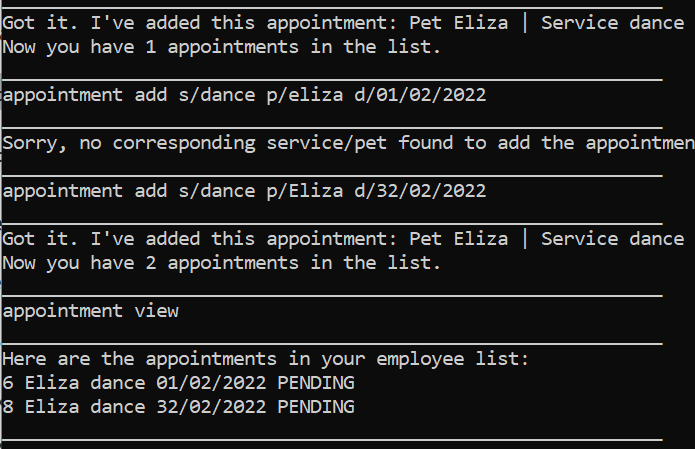 Got it. I've added this appointment: Pet Eliza | Service dance
Now you have 1 appointments in the list.
appointment add s/dance p/eliza d/01/02/2022
Sorry, no corresponding service/pet found to add the appointmen
appointment add s/dance p/Eliza d/32/02/2022
Got it. I've added this appointment: Pet Eliza | Service dance
Now you have 2 appointments in the list.
appointment view
Here are the appointments in your employee list:
6 Eliza dance 01/02/2022 PENDING
8 Eliza dance 32/02/2022 PENDING